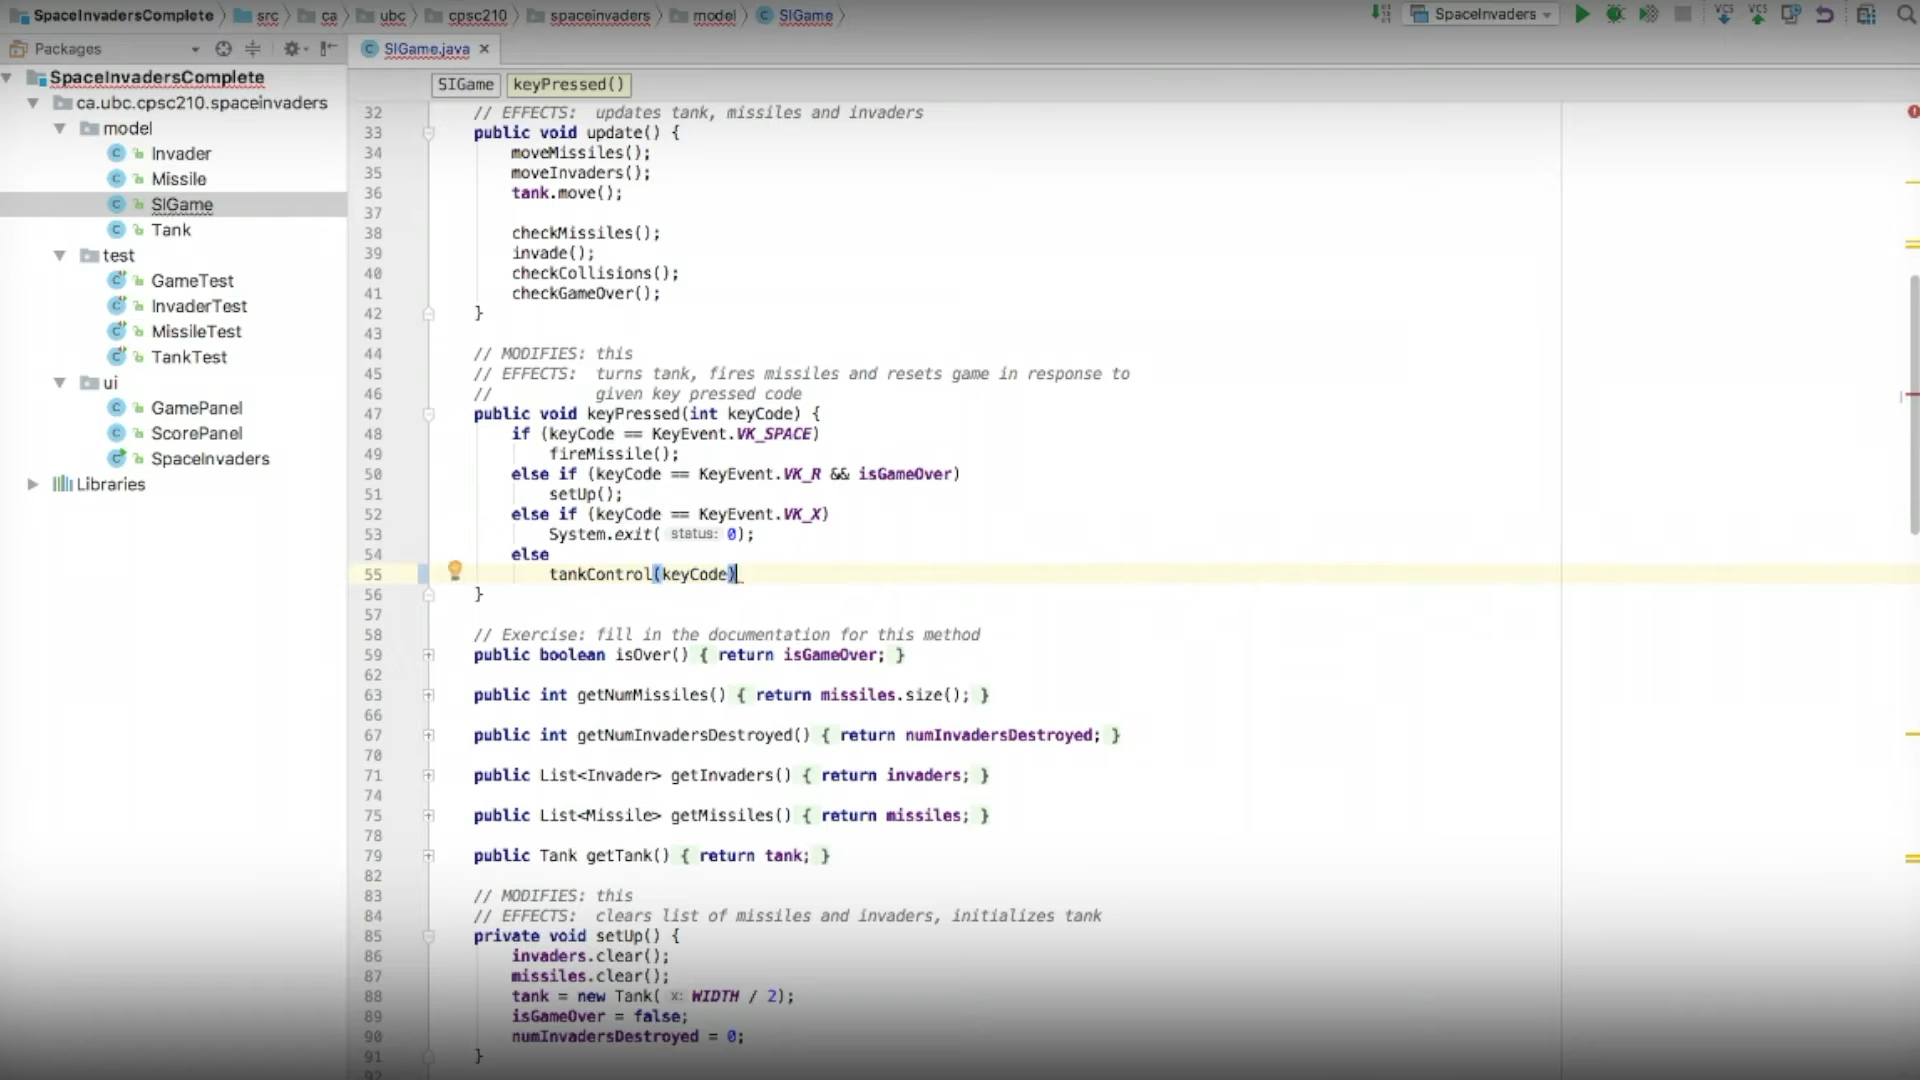 SpaceInvadersComplete src ca ubc cpsc210 spaceinvaders model SIGame SpaceInvaders VCS VCS
Packages SIGame.java
SpaceInvadersComplete
ca.ubc.cpsc210.spaceinvaders
model
Invader
Missile
SIGame
Tank
test
GameTest
InvaderTest
MissileTest
TankTest
ui
GamePanel
ScorePanel
SpaceInvaders
Libraries
SIGame keyPressed()
32 // EFFECTS:  updates tank, missiles and invaders
33 public void update() {
34 moveMissiles();
35 moveInvaders();
36 tank.move();
37
38 checkMissiles();
39 invade();
40 checkCollisions();
41 checkGameOver();
42 }
43
44 // MODIFIES: this
45 // EFFECTS:  turns tank, fires missiles and resets game in response to
46 //           given key pressed code
47 public void keyPressed(int keyCode) {
48 if (keyCode == KeyEvent.VK_SPACE)
49 fireMissile();
50 else if (keyCode == KeyEvent.VK_R && isGameOver)
51 setUp();
52 else if (keyCode == KeyEvent.VK_X)
53 System.exit( status: 0);
54 else
55 tankControl(keyCode)
56 }
57
58 // Exercise: fill in the documentation for this method
59 public boolean isOver() { return isGameOver; }
62
63 public int getNumMissiles() { return missiles.size(); }
66
67 public int getNumInvadersDestroyed() { return numInvadersDestroyed; }
70
71 public List<Invader> getInvaders() { return invaders; }
74
75 public List<Missile> getMissiles() { return missiles; }
78
79 public Tank getTank() { return tank; }
82
83 // MODIFIES: this
84 // EFFECTS:  clears list of missiles and invaders, initializes tank
85 private void setUp() {
86 invaders.clear();
87 missiles.clear();
88 tank = new Tank( x: WIDTH / 2);
89 isGameOver = false;
90 numInvadersDestroyed = 0;
91 }
92